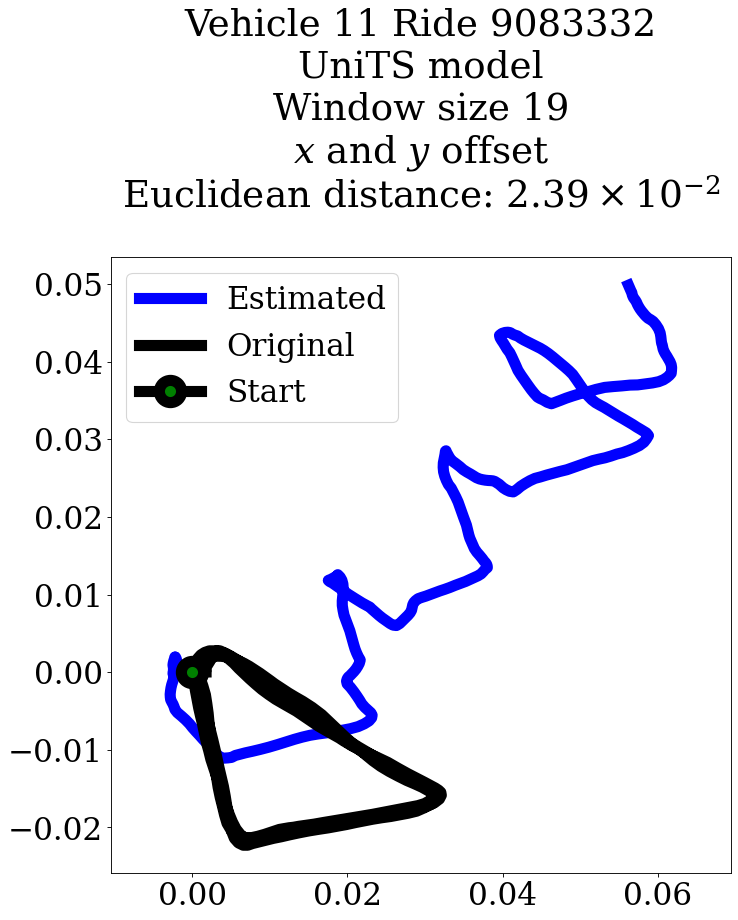 Vehicle 11 Ride 9083332
UniTS model
Window size 19
x and y offset
Euclidean distance: 2.39 × 10⁻²
Estimated
Original
Start
0.05
0.04
0.03
0.02
0.01
0.00
−0.01
−0.02
0.00 0.02 0.04 0.06